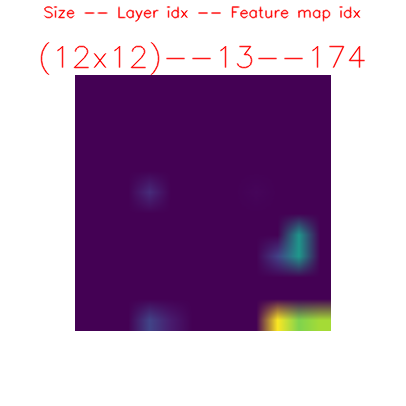 Size -- Layer idx -- Feature map idx
(12x12)--13--174